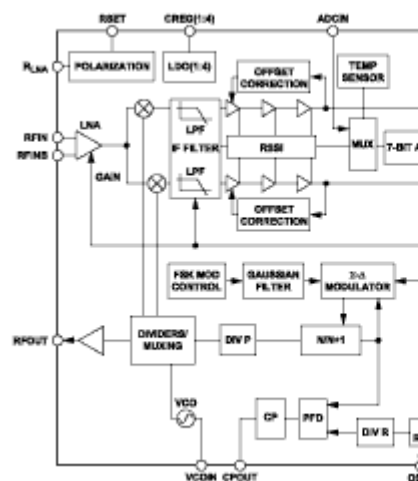 RSET
CREG(1:4)
ADCIN
RLNA
POLARIZATION
LDO(1:4)
OFFSET
CORRECTION
TEMP
SENSOR
RFIN
RFINB
LNA
LPF
IF FILTER
LPF
RSSI
MUX
7-BIT A
GAIN
OFFSET
CORRECTION
FSK MOD
CONTROL
GAUSSIAN
FILTER
Σ-Δ
MODULATOR
RFOUT
DIVIDERS/
MUXING
DIV P
N/N+1
VCO
CP
PFD
DIV R
VCOIN
CPOUT